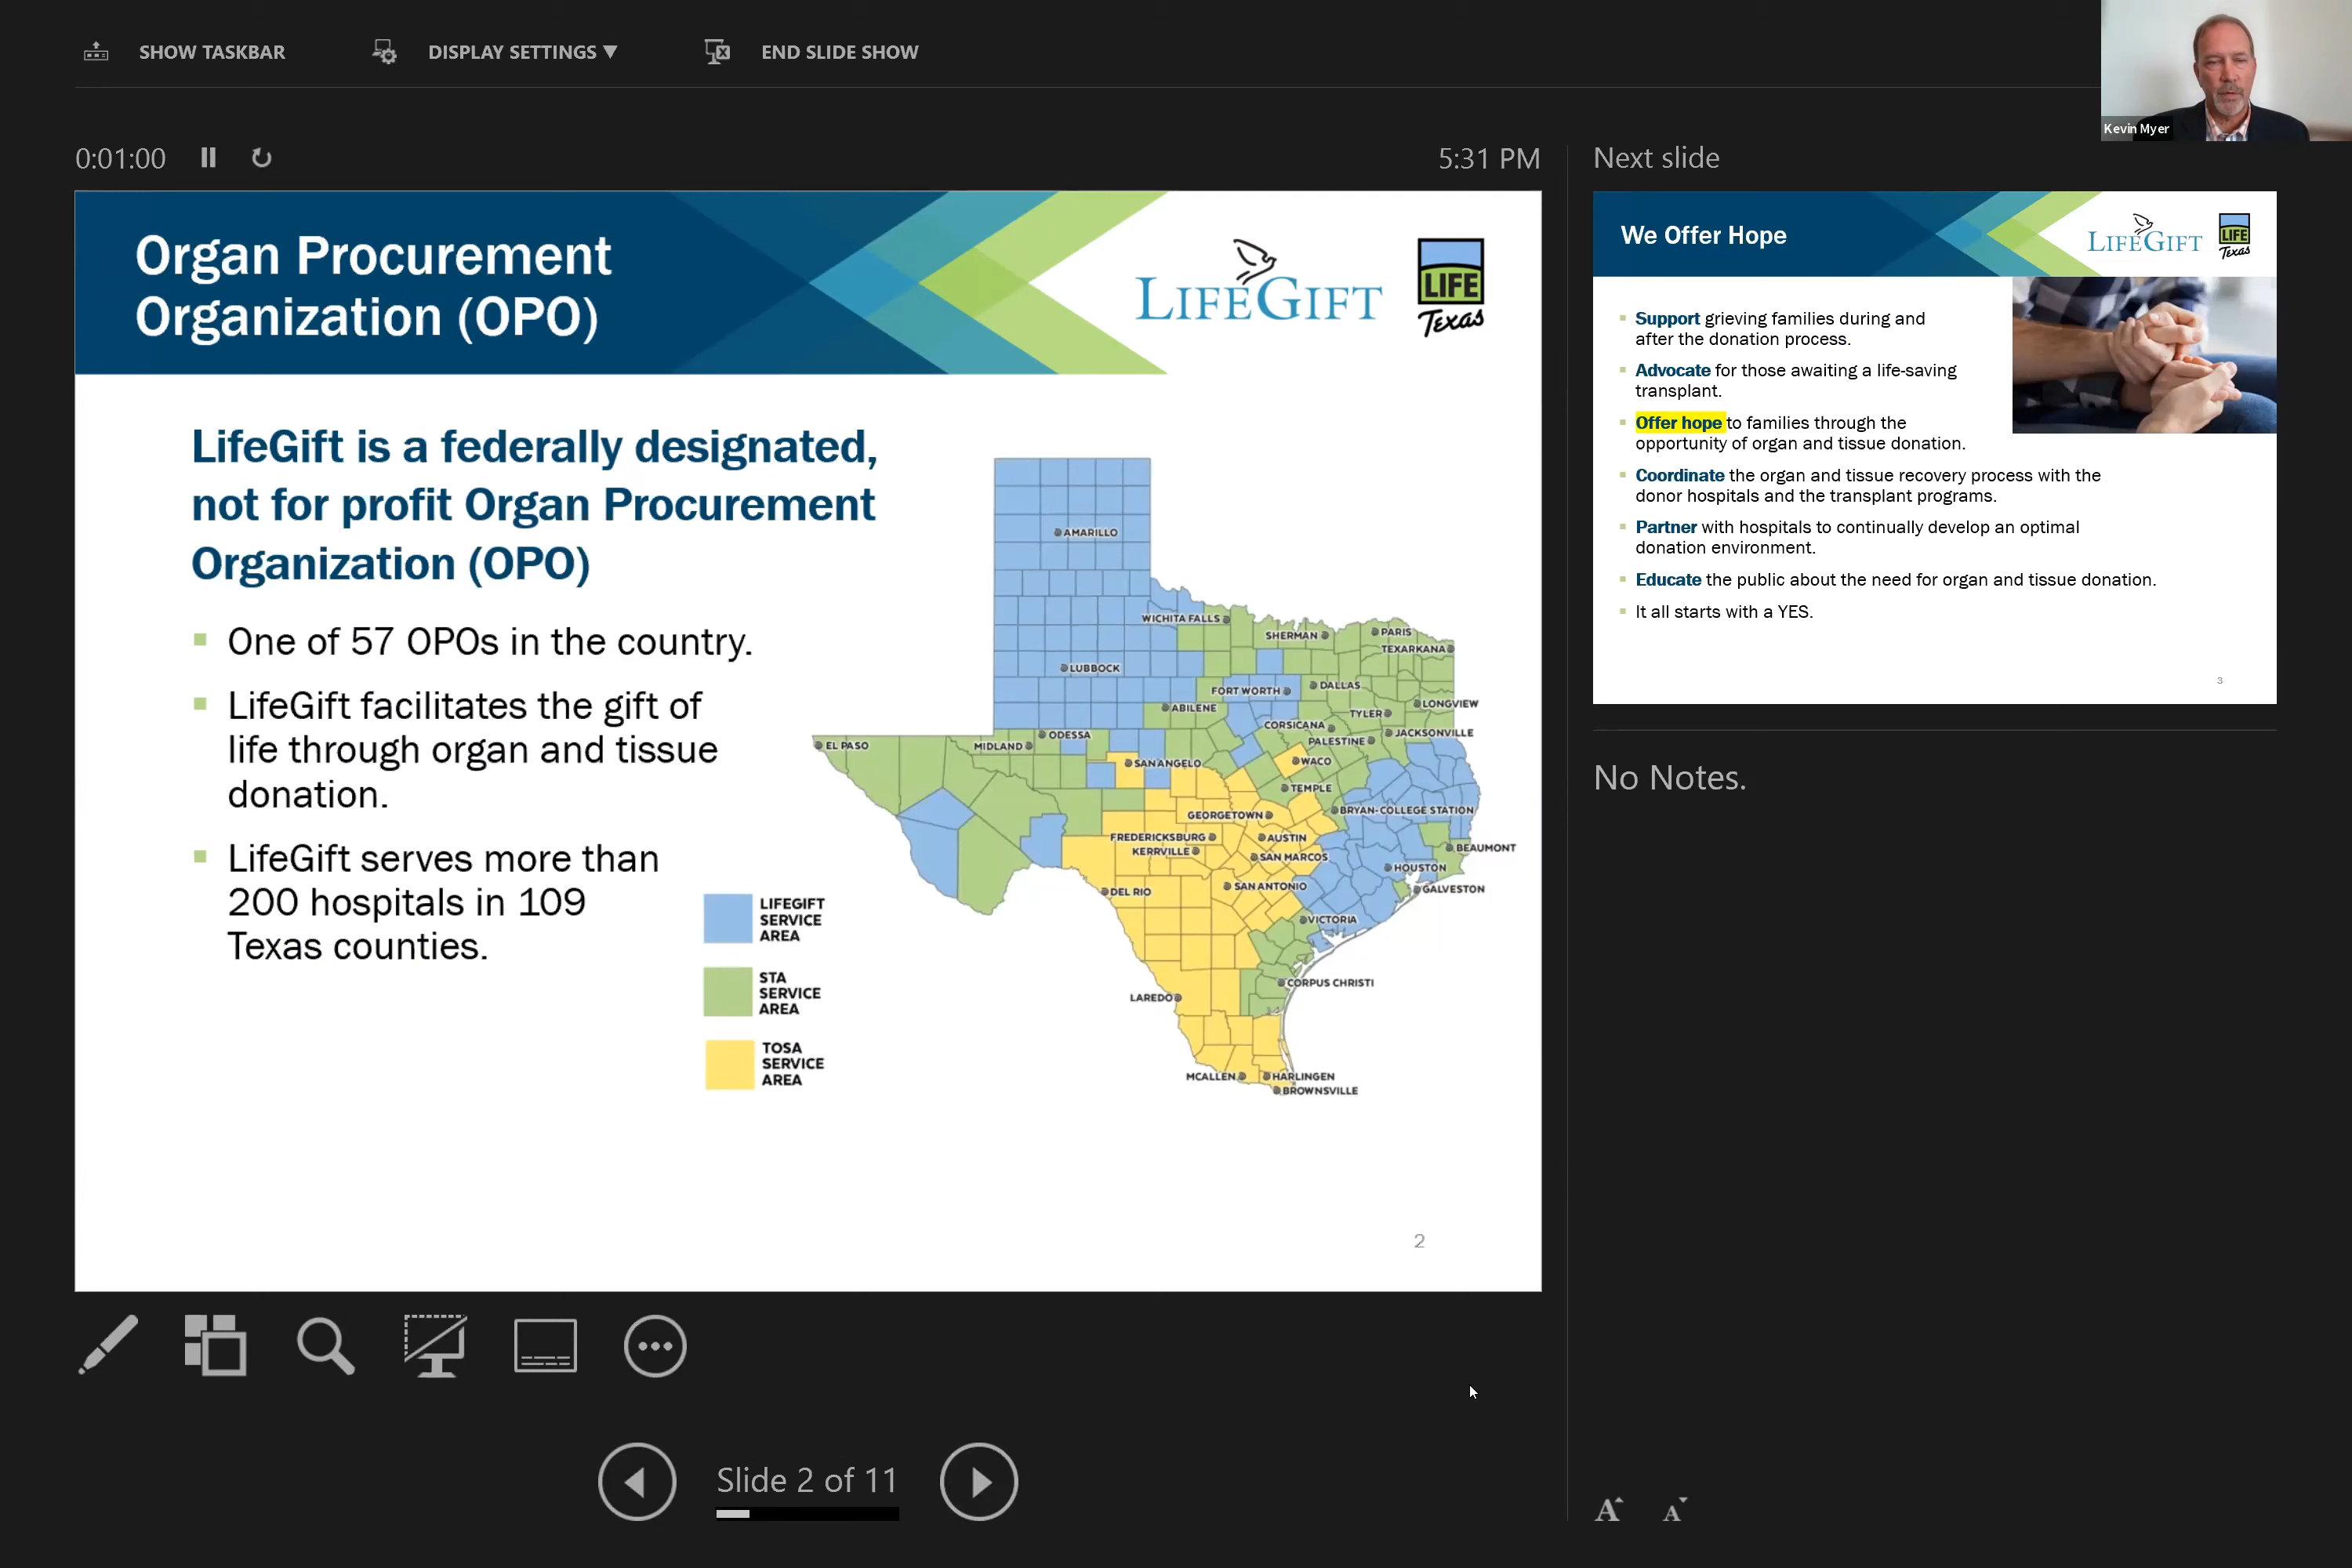 SHOW TASKBAR
DISPLAY SETTINGS ▼
END SLIDE SHOW
Kevin Myer
0:01:00
5:31 PM
Next slide
Organ Procurement
Organization (OPO)
LIFEGIFT
LIFE
Texas
LifeGift is a federally designated,
not for profit Organ Procurement
Organization (OPO)
One of 57 OPOs in the country.
LifeGift facilitates the gift of
life through organ and tissue
donation.
LifeGift serves more than
200 hospitals in 109
Texas counties.
LIFEGIFT
SERVICE
AREA
STA
SERVICE
AREA
TOSA
SERVICE
AREA
AMARILLO
WICHITA FALLS
SHERMAN
PARIS
TEXARKANA
LUBBOCK
FORT WORTH
DALLAS
LONGVIEW
ABILENE
TYLER
CORSICANA
JACKSONVILLE
EL PASO
MIDLAND
ODESSA
PALESTINE
SAN ANGELO
WACO
TEMPLE
BRYAN-COLLEGE STATION
GEORGETOWN
FREDERICKSBURG
AUSTIN
BEAUMONT
KERRVILLE
SAN MARCOS
HOUSTON
DEL RIO
SAN ANTONIO
GALVESTON
VICTORIA
CORPUS CHRISTI
LAREDO
MCALLEN
HARLINGEN
BROWNSVILLE
2
We Offer Hope
LIFEGIFT
LIFE
Texas
Support grieving families during and
after the donation process.
Advocate for those awaiting a life-saving
transplant.
Offer hope to families through the
opportunity of organ and tissue donation.
Coordinate the organ and tissue recovery process with the
donor hospitals and the transplant programs.
Partner with hospitals to continually develop an optimal
donation environment.
Educate the public about the need for organ and tissue donation.
It all starts with a YES.
3
No Notes.
Slide 2 of 11
A A